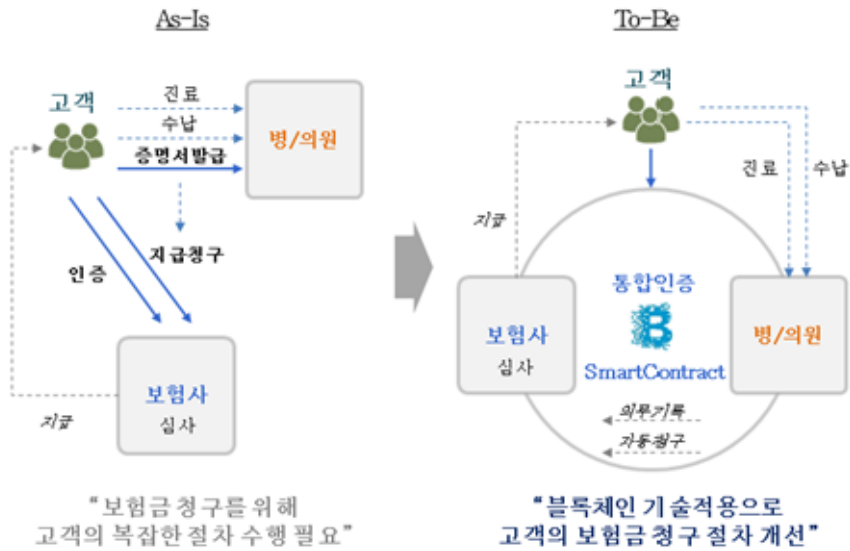 As-Is
고객
진료
수납
증명서발급
병/의원
지급청구
인증
보험사
심사
지급
“보험금 청구를 위해
고객의 복잡한 절차 수행 필요”
To-Be
고객
진료
수납
지급
통합인증
SmartContract
보험사
심사
병/의원
의무기록
자동청구
“블록체인 기술적용으로
고객의 보험금 청구 절차 개선”